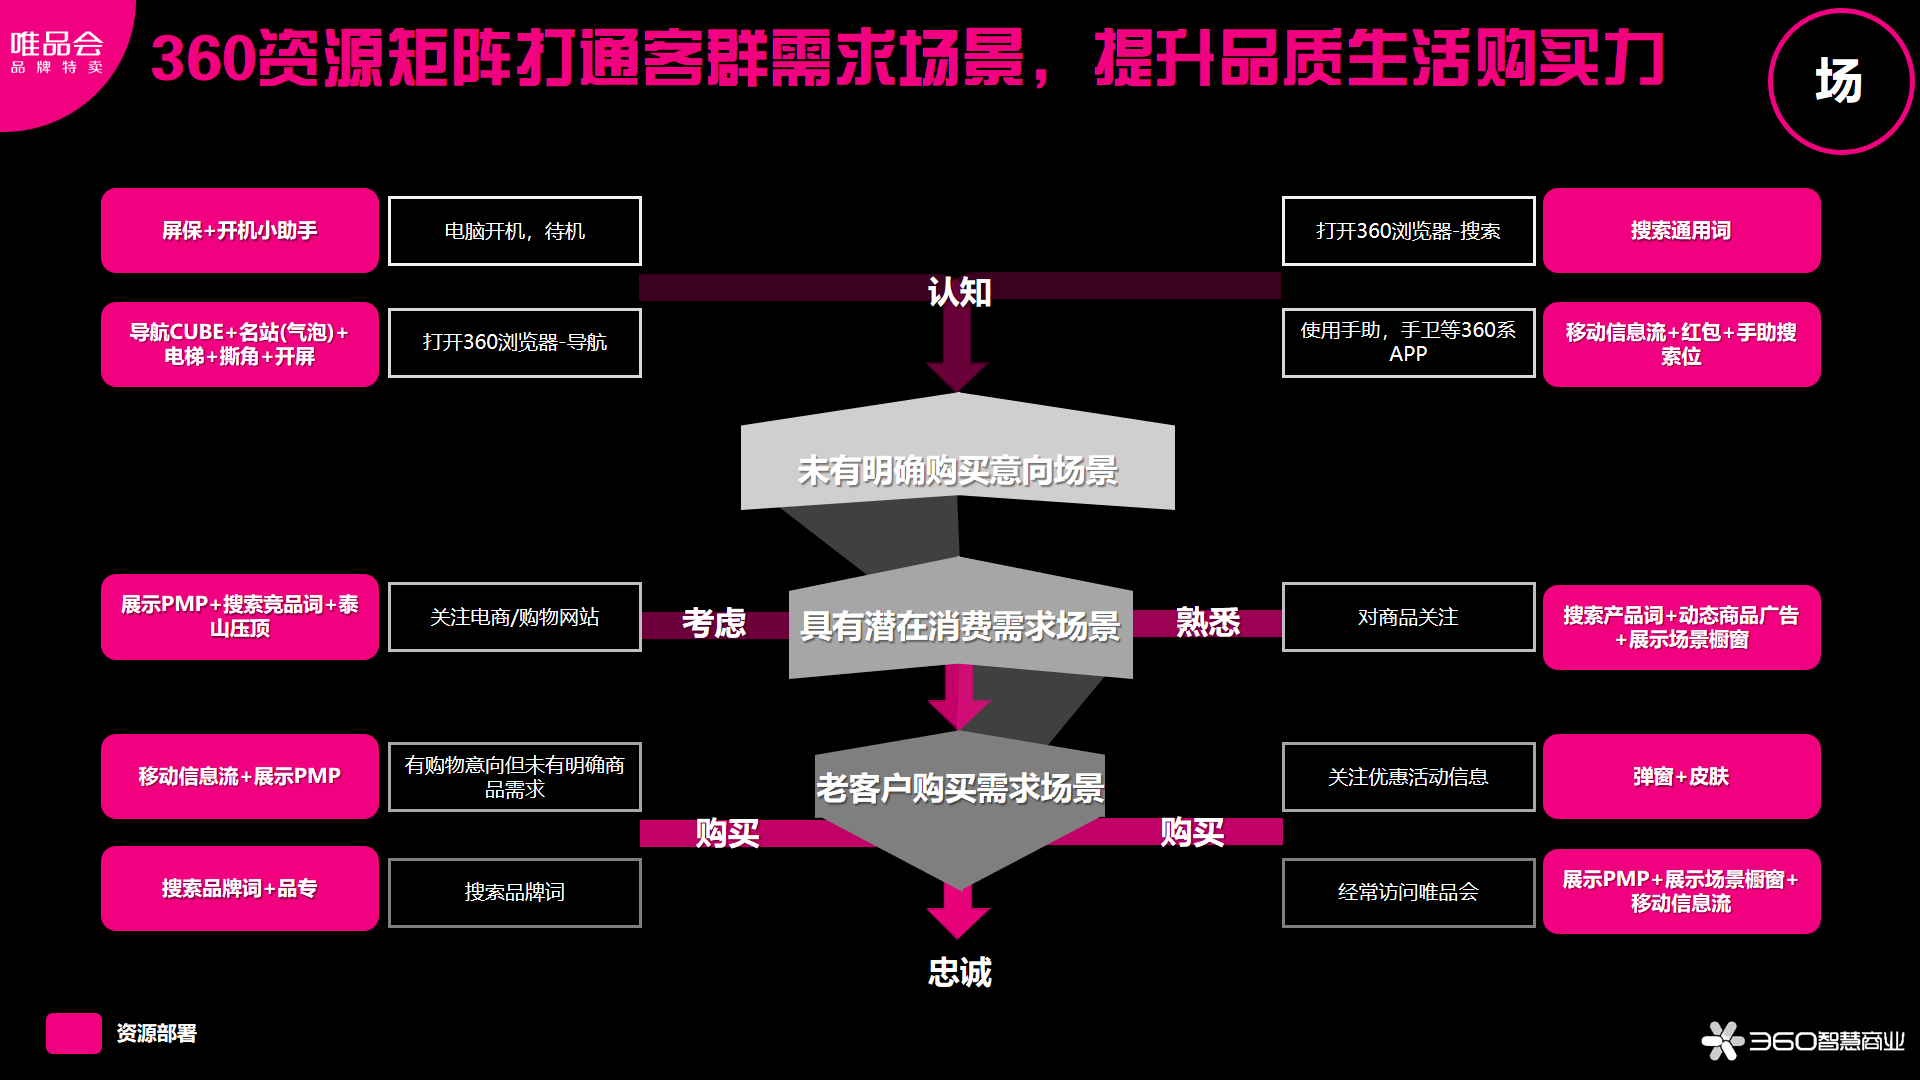 唯品会
品牌特卖
360资源矩阵打通客群需求场景，提升品质生活购买力
场
屏保+开机小助手
电脑开机，待机
打开360浏览器-搜索
搜索通用词
认知
导航CUBE+名站(气泡)+
电梯+撕角+开屏
打开360浏览器-导航
使用手助，手卫等360系
APP
移动信息流+红包+手助搜
索位
未有明确购买意向场景
展示PMP+搜索竞品词+泰
山压顶
关注电商/购物网站
考虑
具有潜在消费需求场景
熟悉
对商品关注
搜索产品词+动态商品广告
+展示场景橱窗
移动信息流+展示PMP
有购物意向但未有明确商
品需求
老客户购买需求场景
关注优惠活动信息
弹窗+皮肤
购买
购买
搜索品牌词+品专
搜索品牌词
经常访问唯品会
展示PMP+展示场景橱窗+
移动信息流
忠诚
资源部署
360智慧商业